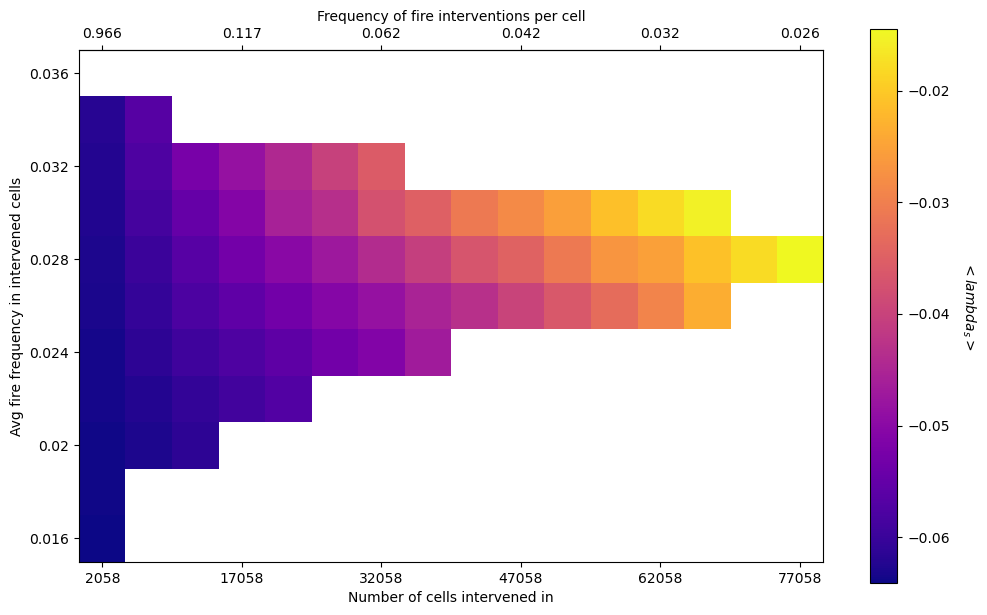 Frequency of fire interventions per cell
0.966 0.117 0.062 0.042 0.032 0.026
Avg fire frequency in intervened cells
0.036
0.032
0.028
0.024
0.02
0.016
2058 17058 32058 47058 62058 77058
Number of cells intervened in
−0.02
−0.03
−0.04
−0.05
−0.06
< lambda_s >